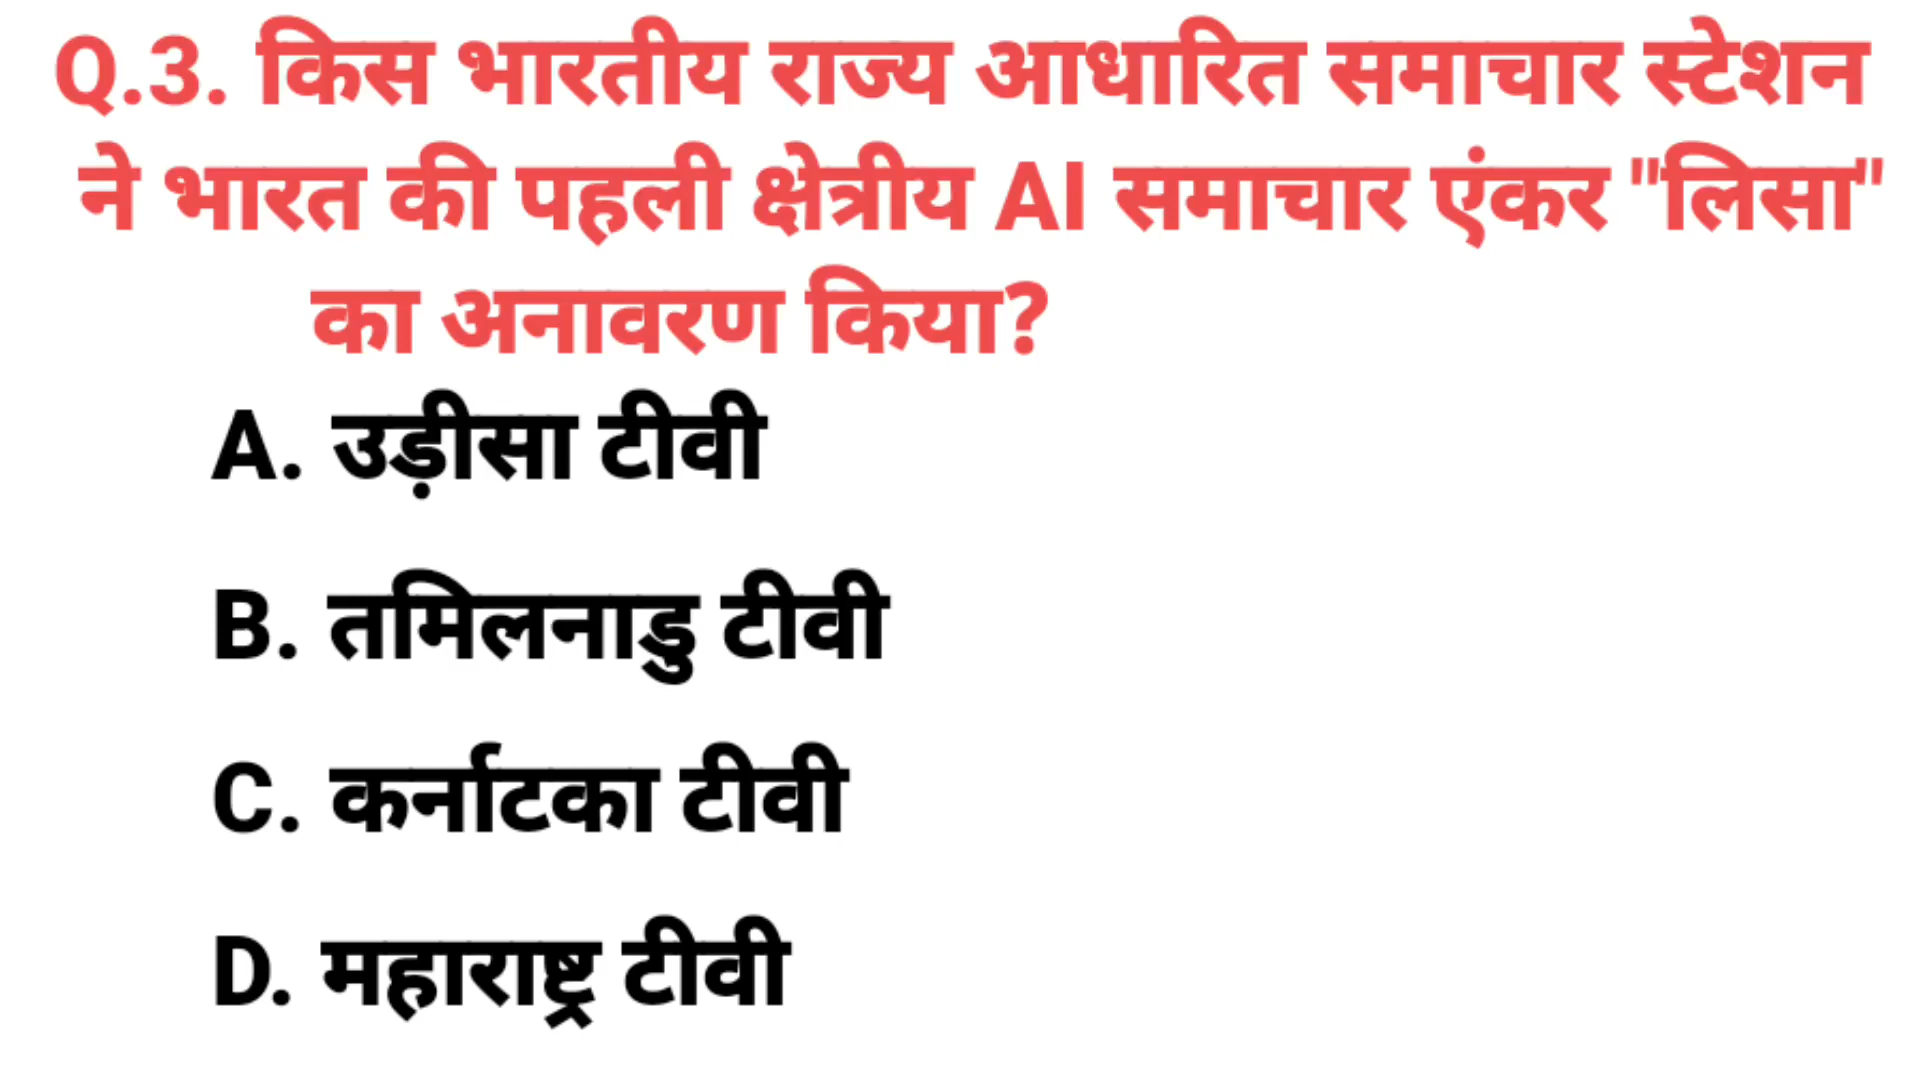 Q.3. किस भारतीय राज्य आधारित समाचार स्टेशन
ने भारत की पहली क्षेत्रीय AI समाचार एंकर "लिसा"
का अनावरण किया?
A. उड़ीसा टीवी
B. तमिलनाडु टीवी
C. कर्नाटका टीवी
D. महाराष्ट्र टीवी